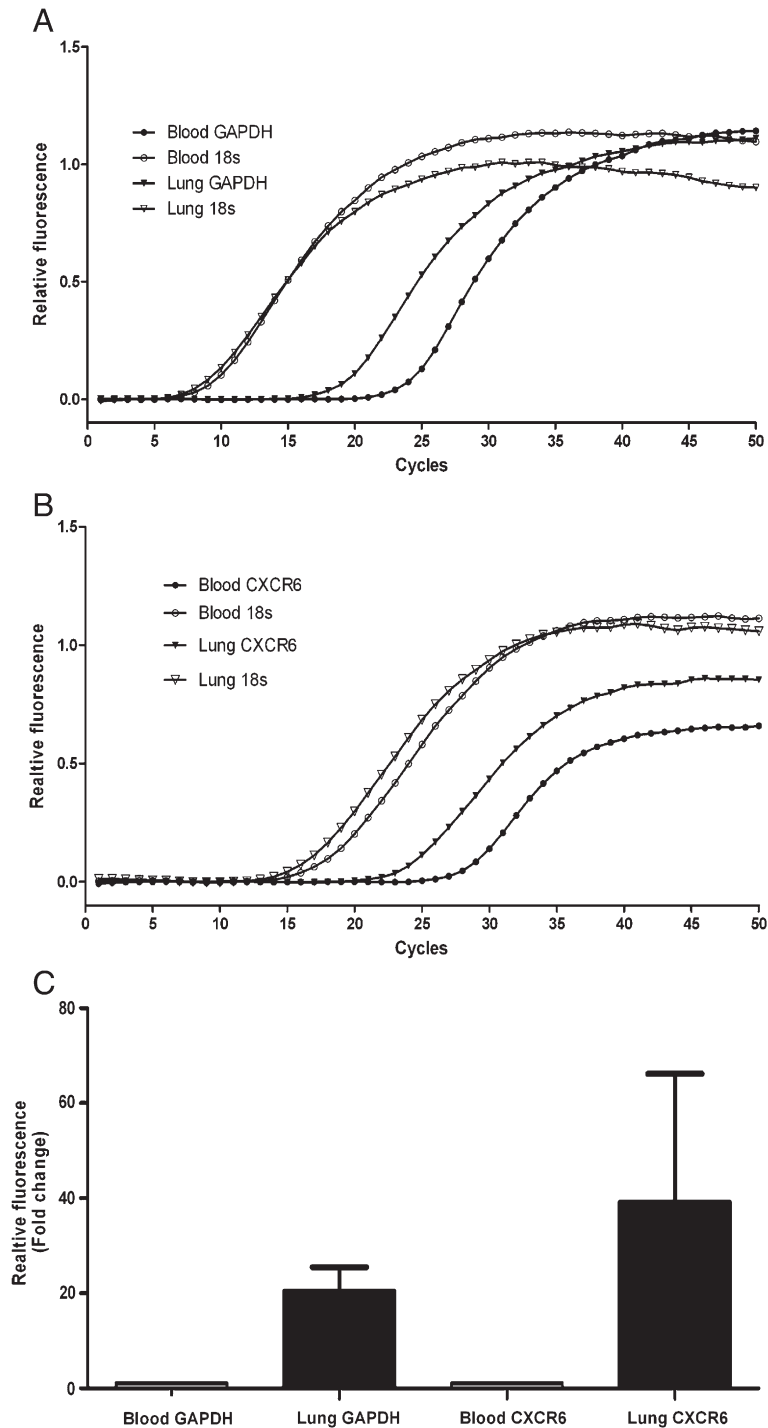 A
1.5
1.0
0.5
0.0
Relative fluorescence
Blood GAPDH
Blood 18s
Lung GAPDH
Lung 18s
0 5 10 15 20 25 30 35 40 45 50
Cycles
B
1.5
1.0
0.5
0.0
Realtive fluorescence
Blood CXCR6
Blood 18s
Lung CXCR6
Lung 18s
0 5 10 15 20 25 30 35 40 45 50
Cycles
C
80
60
40
20
0
Realtive fluorescence
(Fold change)
Blood GAPDH Lung GAPDH Blood CXCR6 Lung CXCR6